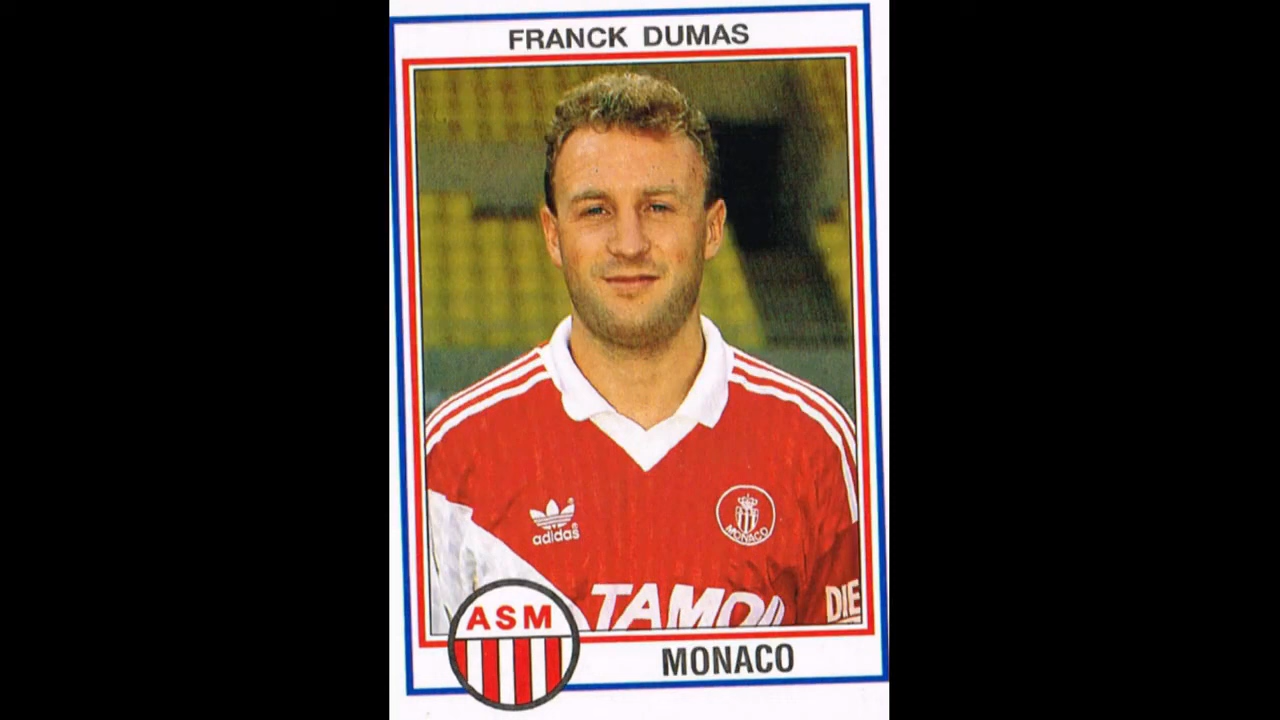 FRANCK DUMAS
adidas
MONACO
TAMOIL
DIE
ASM
MONACO